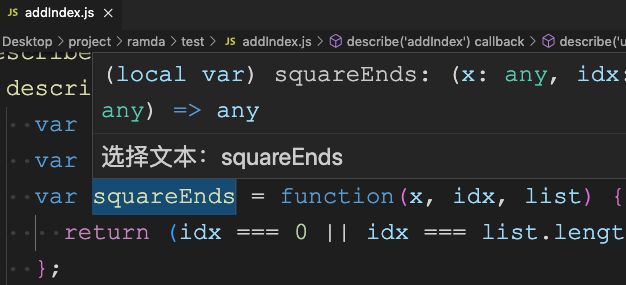 JS addIndex.js ×
Desktop > project > ramda > test > JS addIndex.js > describe('addIndex') callback > describe('u
escribe
descri
(local var) squareEnds: (x: any, idx:
any) => any
var
选择文本: squareEnds
var
var squareEnds = function(x, idx, list) {
return (idx === 0 || idx === list.lengt
};